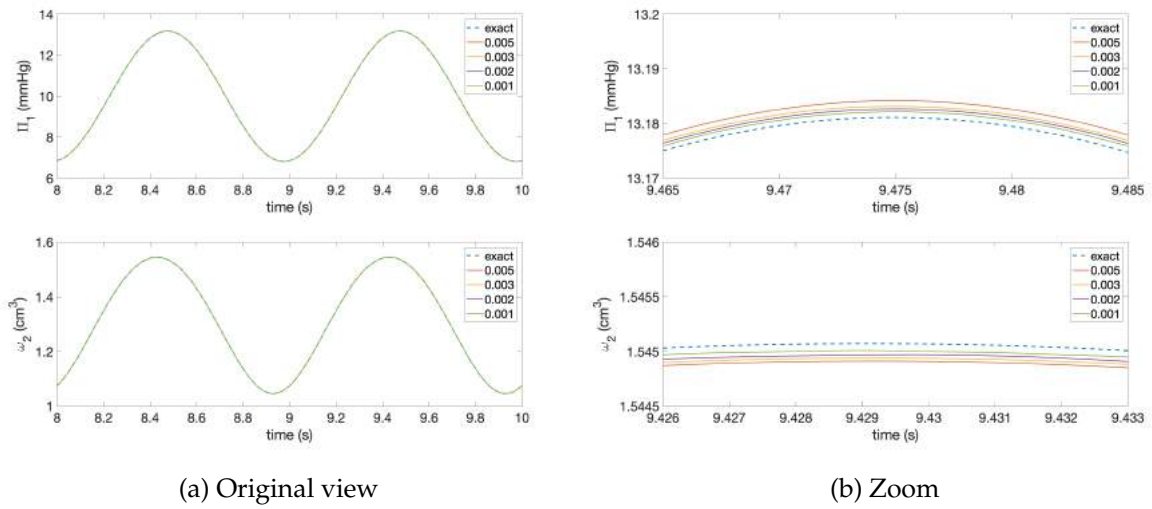 14
12
10
8
6
Π₁ (mmHg)
8 8.2 8.4 8.6 8.8 9 9.2 9.4 9.6 9.8 10
time (s)
exact
0.005
0.003
0.002
0.001
13.2
13.19
13.18
13.17
Π₁ (mmHg)
9.465 9.47 9.475 9.48 9.485
time (s)
exact
0.005
0.003
0.002
0.001
1.6
1.4
1.2
1
ω₂ (cm³)
8 8.2 8.4 8.6 8.8 9 9.2 9.4 9.6 9.8 10
time (s)
exact
0.005
0.003
0.002
0.001
1.546
1.5455
1.545
1.5445
ω₂ (cm³)
9.426 9.427 9.428 9.429 9.43 9.431 9.432 9.433
time (s)
exact
0.005
0.003
0.002
0.001
(a) Original view
(b) Zoom